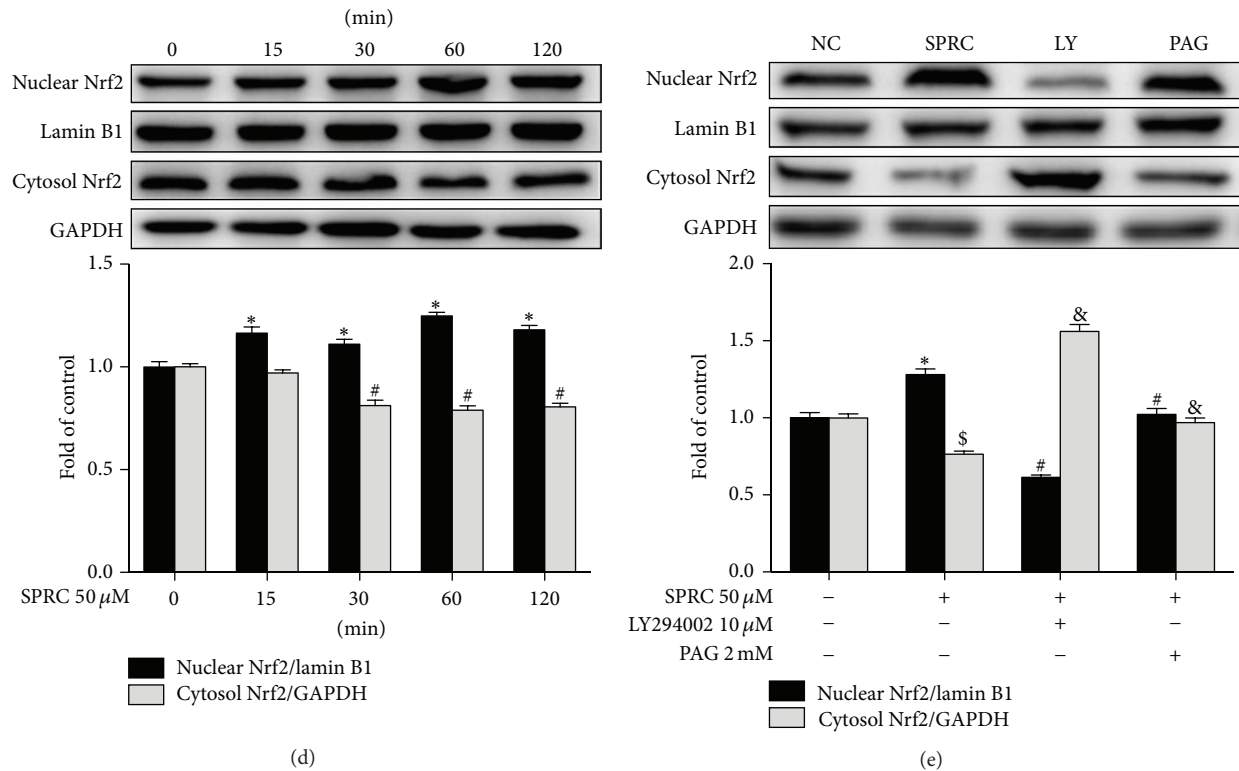 (min)
0 15 30 60 120
Nuclear Nrf2
Lamin B1
Cytosol Nrf2
GAPDH
1.5
1.0
0.5
0.0
Fold of control
* * * *
# # #
SPRC 50 μM 0 15 30 60 120
(min)
Nuclear Nrf2/lamin B1
Cytosol Nrf2/GAPDH
(d)
NC SPRC LY PAG
Nuclear Nrf2
Lamin B1
Cytosol Nrf2
GAPDH
2.0
1.5
1.0
0.5
0.0
Fold of control
* $ # & # &
SPRC 50 μM − + + +
LY294002 10 μM − − + −
PAG 2 mM − − − +
Nuclear Nrf2/lamin B1
Cytosol Nrf2/GAPDH
(e)